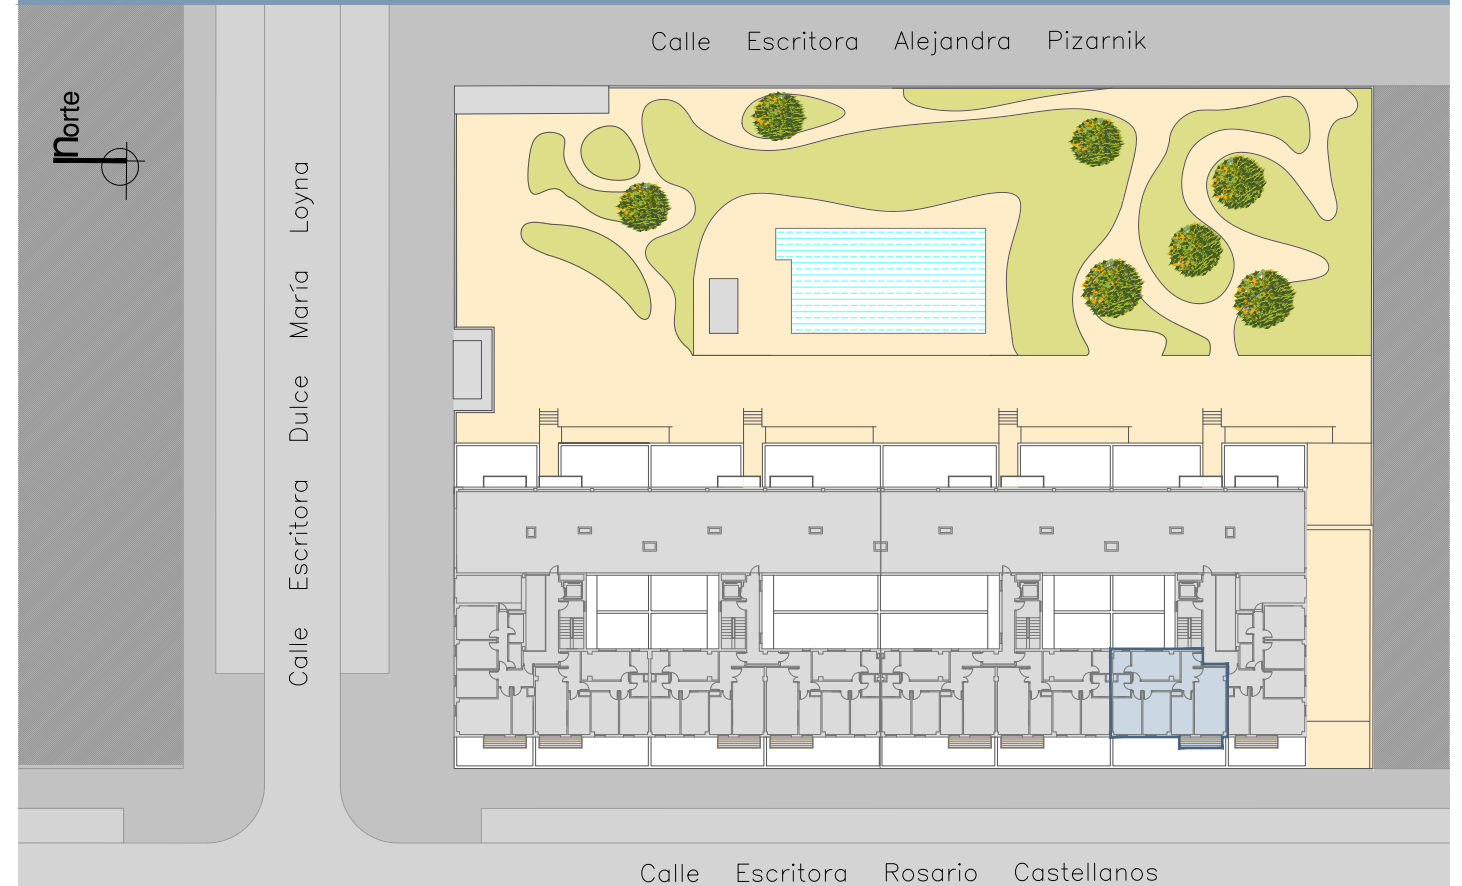 Calle Escritora Alejandra Pizarnik
norte
Calle Escritora Dulce María Loyna
Calle Escritora Rosario Castellanos